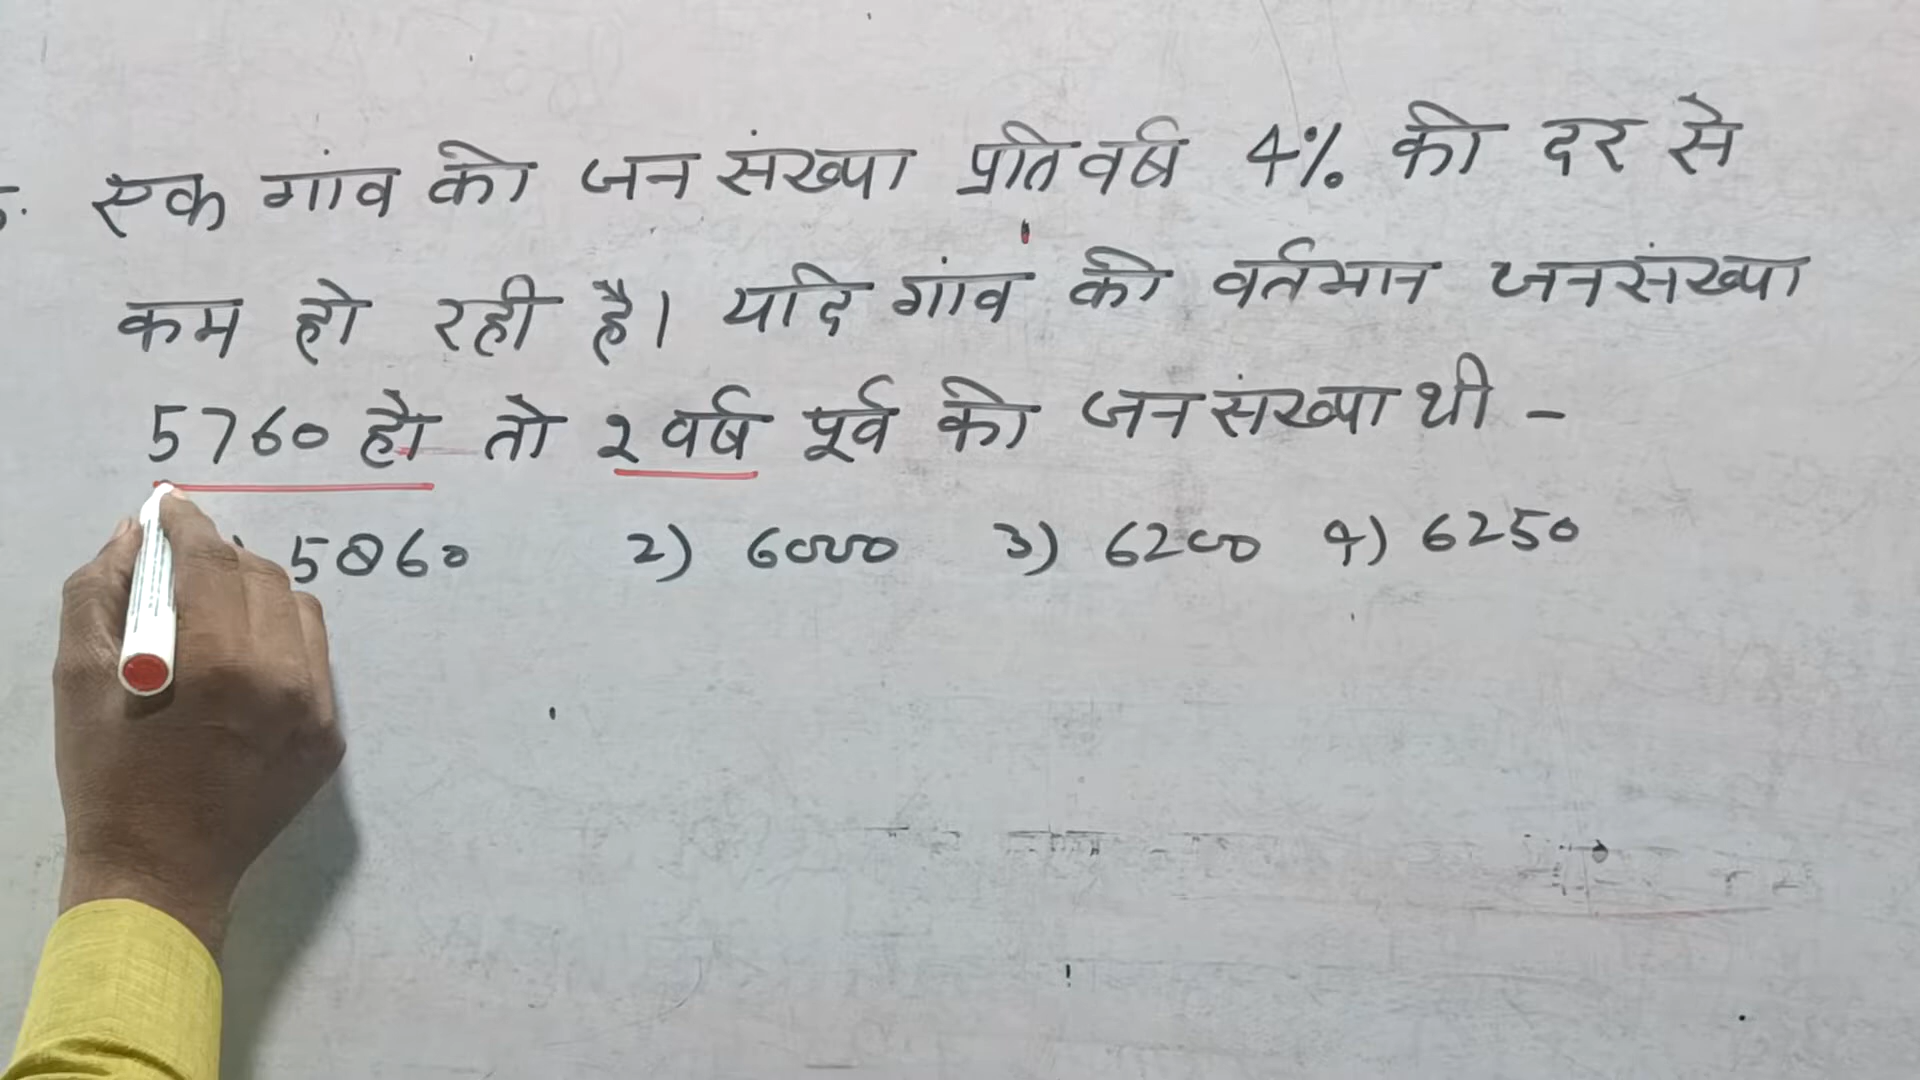 एक गांव की जनसंख्या प्रतिवर्ष 4% की दर से
कम हो रही है। यदि गांव की वर्तमान जनसंख्या
5760 हो तो 2 वर्ष पूर्व की जनसंख्या थी -
5860 2) 6000 3) 6200 4) 6250